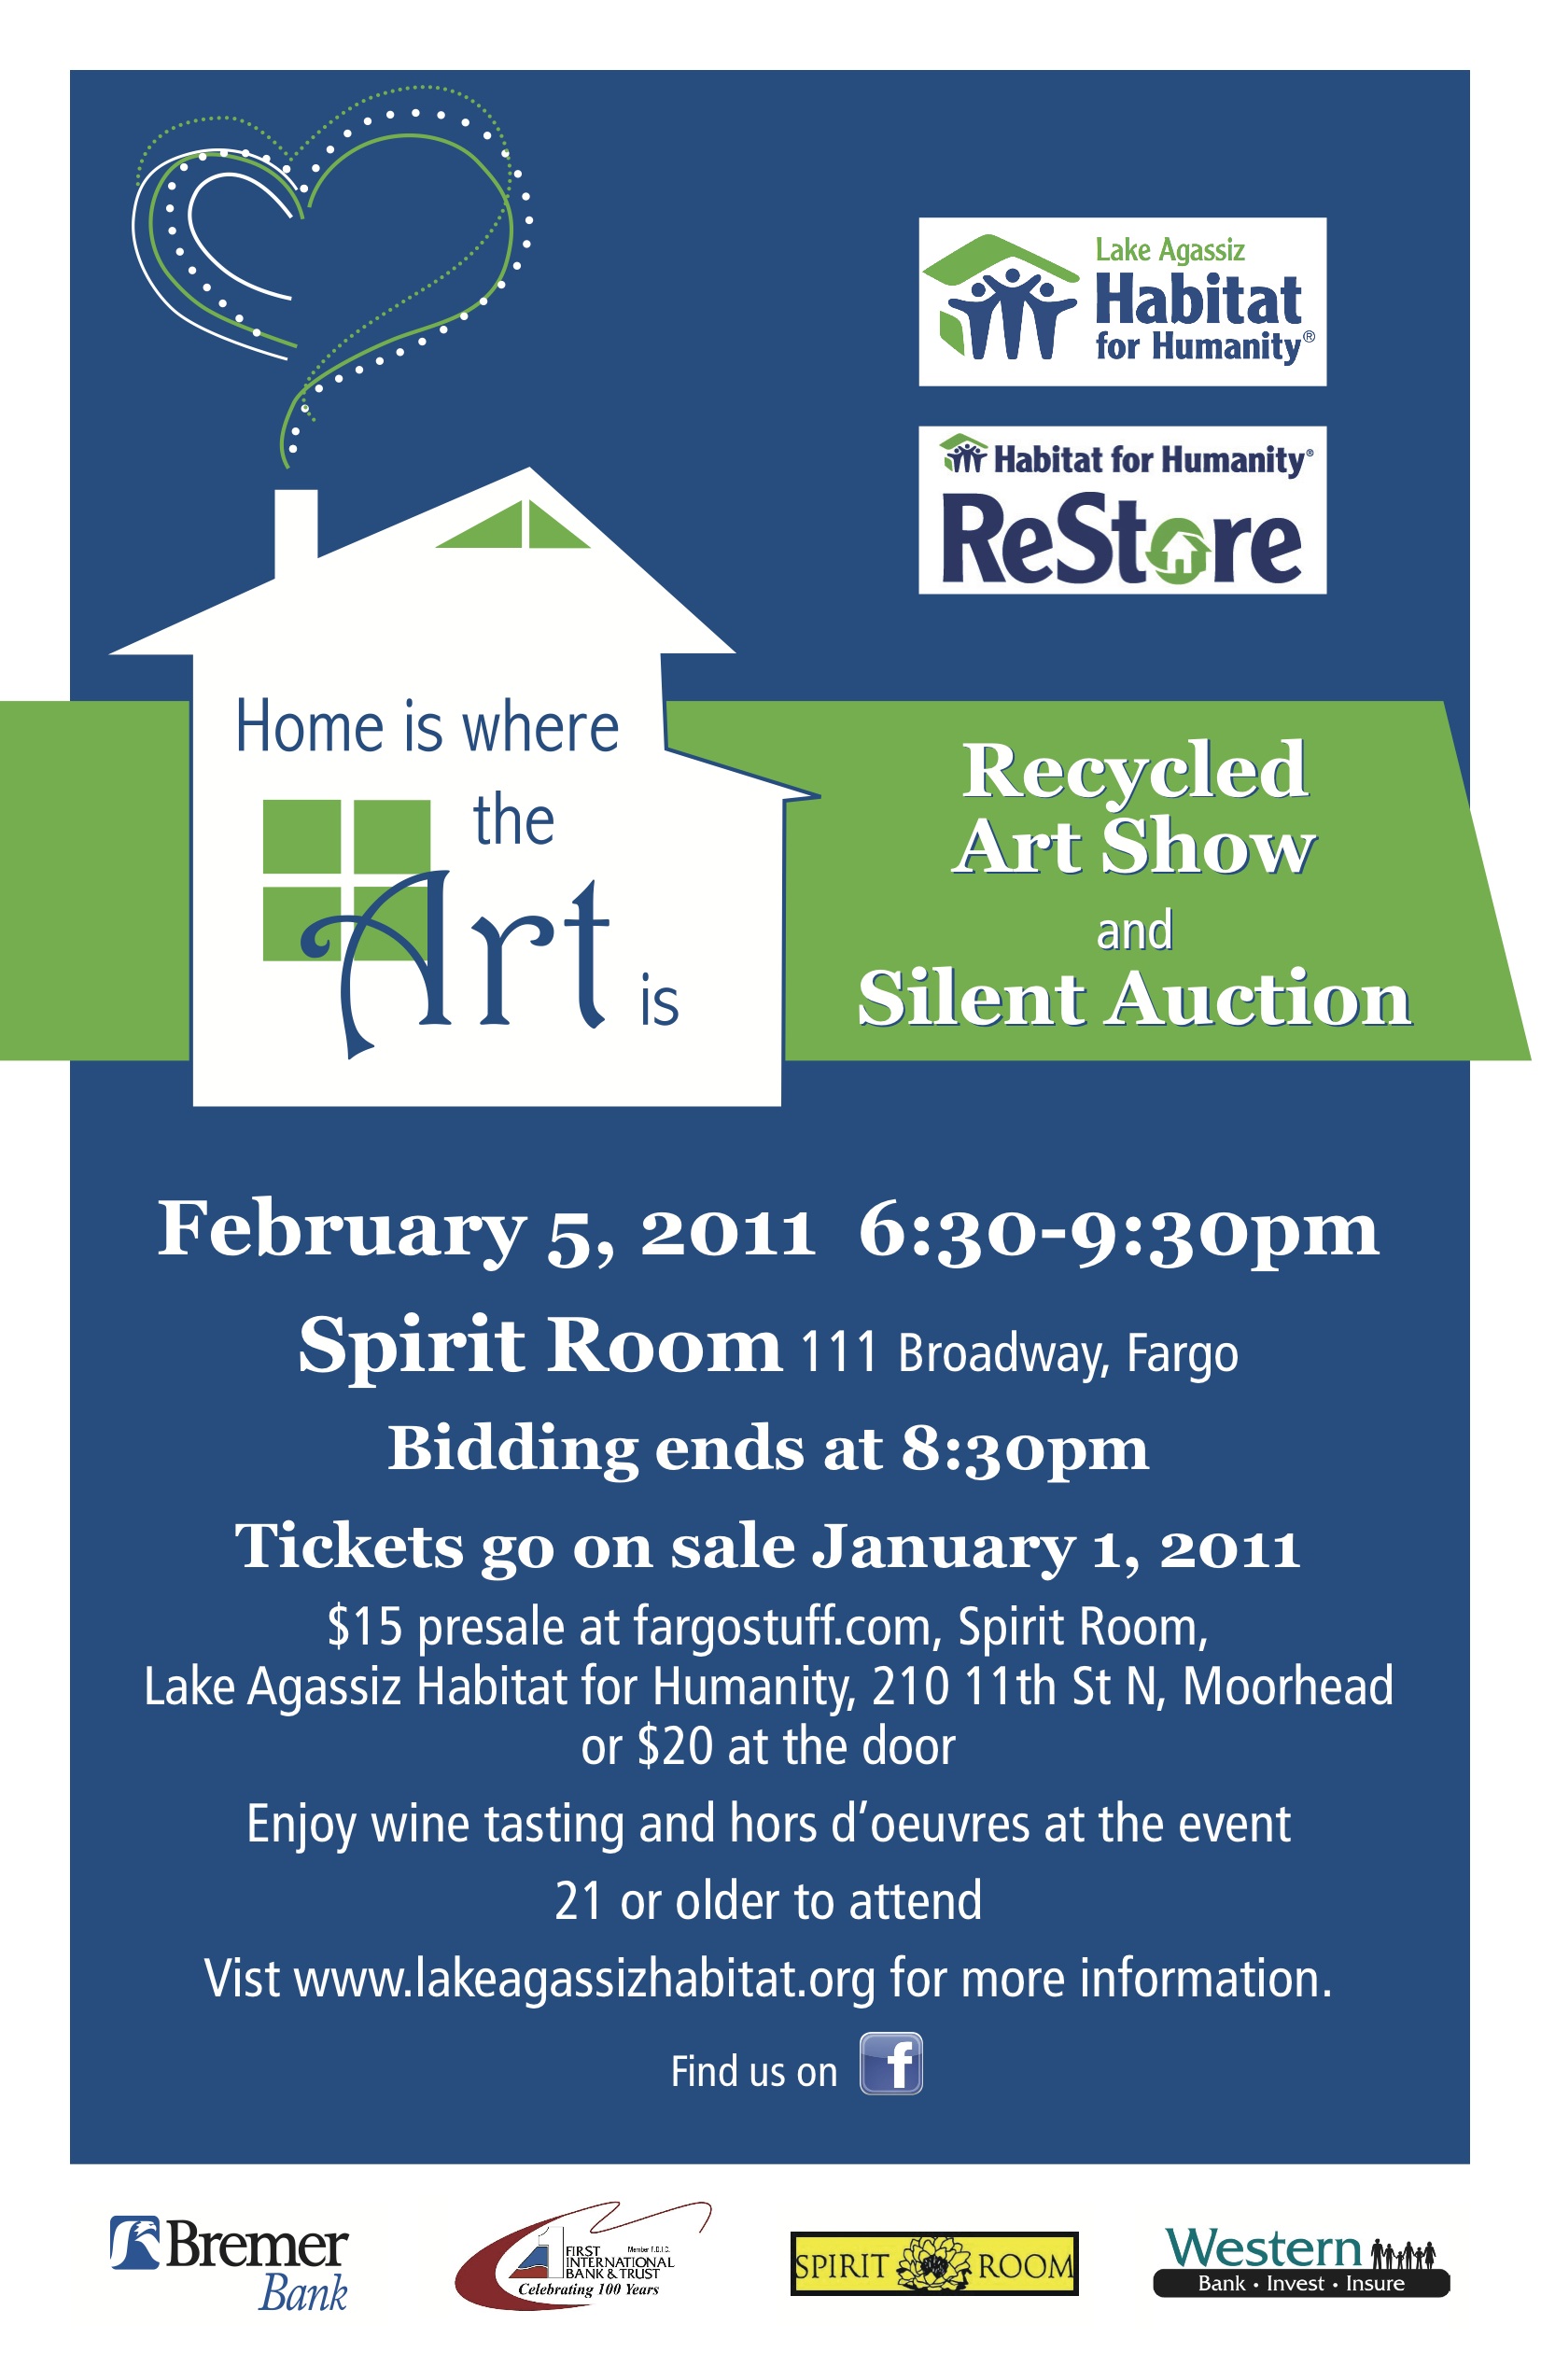 Lake Agassiz
Habitat
for Humanity®
Habitat for Humanity®
ReStore
Home is where
the
Art is
Recycled
Art Show
and
Silent Auction
February 5, 2011 6:30-9:30pm
Spirit Room 111 Broadway, Fargo
Bidding ends at 8:30pm
Tickets go on sale January 1, 2011
$15 presale at fargostuff.com, Spirit Room,
Lake Agassiz Habitat for Humanity, 210 11th St N, Moorhead
or $20 at the door
Enjoy wine tasting and hors d’oeuvres at the event
21 or older to attend
Vist www.lakeagassizhabitat.org for more information.
Find us on f
Bremer
Bank
1 FIRST Member F.D.I.C.
INTERNATIONAL
BANK & TRUST
Celebrating 100 Years
SPIRIT ROOM
Western
Bank • Invest • Insure